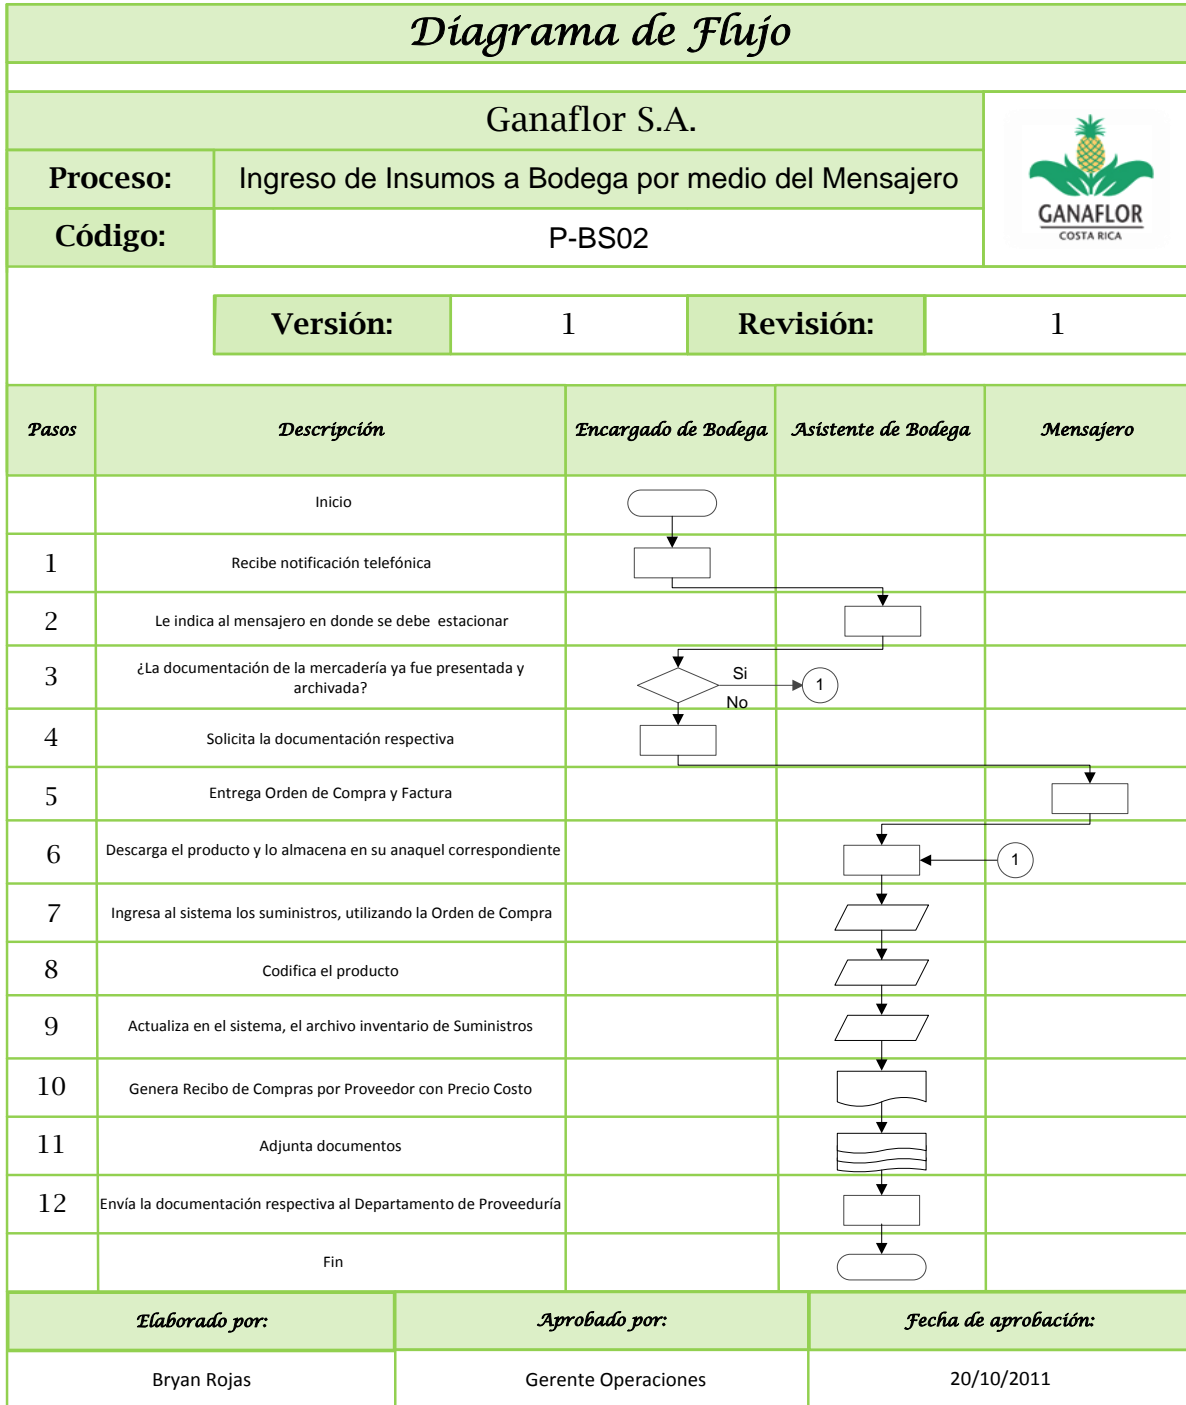 Diagrama de Flujo
Ganaflor S.A.
Proceso:
Ingreso de Insumos a Bodega por medio del Mensajero
Código:
P-BS02
GANAFLOR
COSTA RICA
Versión:
1
Revisión:
1
Pasos
Descripción
Encargado de Bodega
Asistente de Bodega
Mensajero
Inicio
1
Recibe notificación telefónica
2
Le indica al mensajero en donde se debe estacionar
3
¿La documentación de la mercadería ya fue presentada y
archivada?
Si
1
No
4
Solicita la documentación respectiva
5
Entrega Orden de Compra y Factura
6
Descarga el producto y lo almacena en su anaquel correspondiente
1
7
Ingresa al sistema los suministros, utilizando la Orden de Compra
8
Codifica el producto
9
Actualiza en el sistema, el archivo inventario de Suministros
10
Genera Recibo de Compras por Proveedor con Precio Costo
11
Adjunta documentos
12
Envía la documentación respectiva al Departamento de Proveeduría
Fin
Elaborado por:
Aprobado por:
Fecha de aprobación:
Bryan Rojas
Gerente Operaciones
20/10/2011